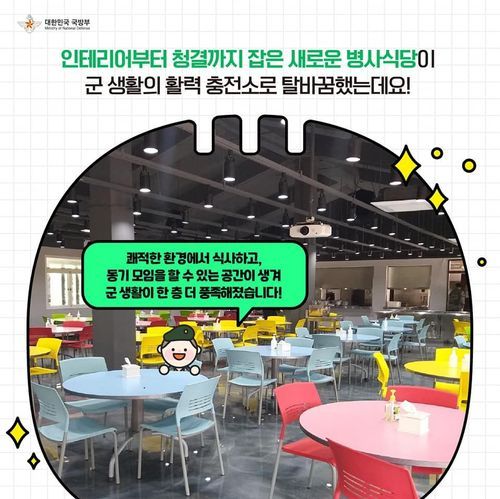 대한민국 국방부
Ministry of National Defense
인테리어부터 청결까지 잡은 새로운 병사식당이
군 생활의 활력 충전소로 탈바꿈했는데요!
쾌적한 환경에서 식사하고,
동기 모임을 할 수 있는 공간이 생겨
군 생활이 한 층 더 풍족해졌습니다!